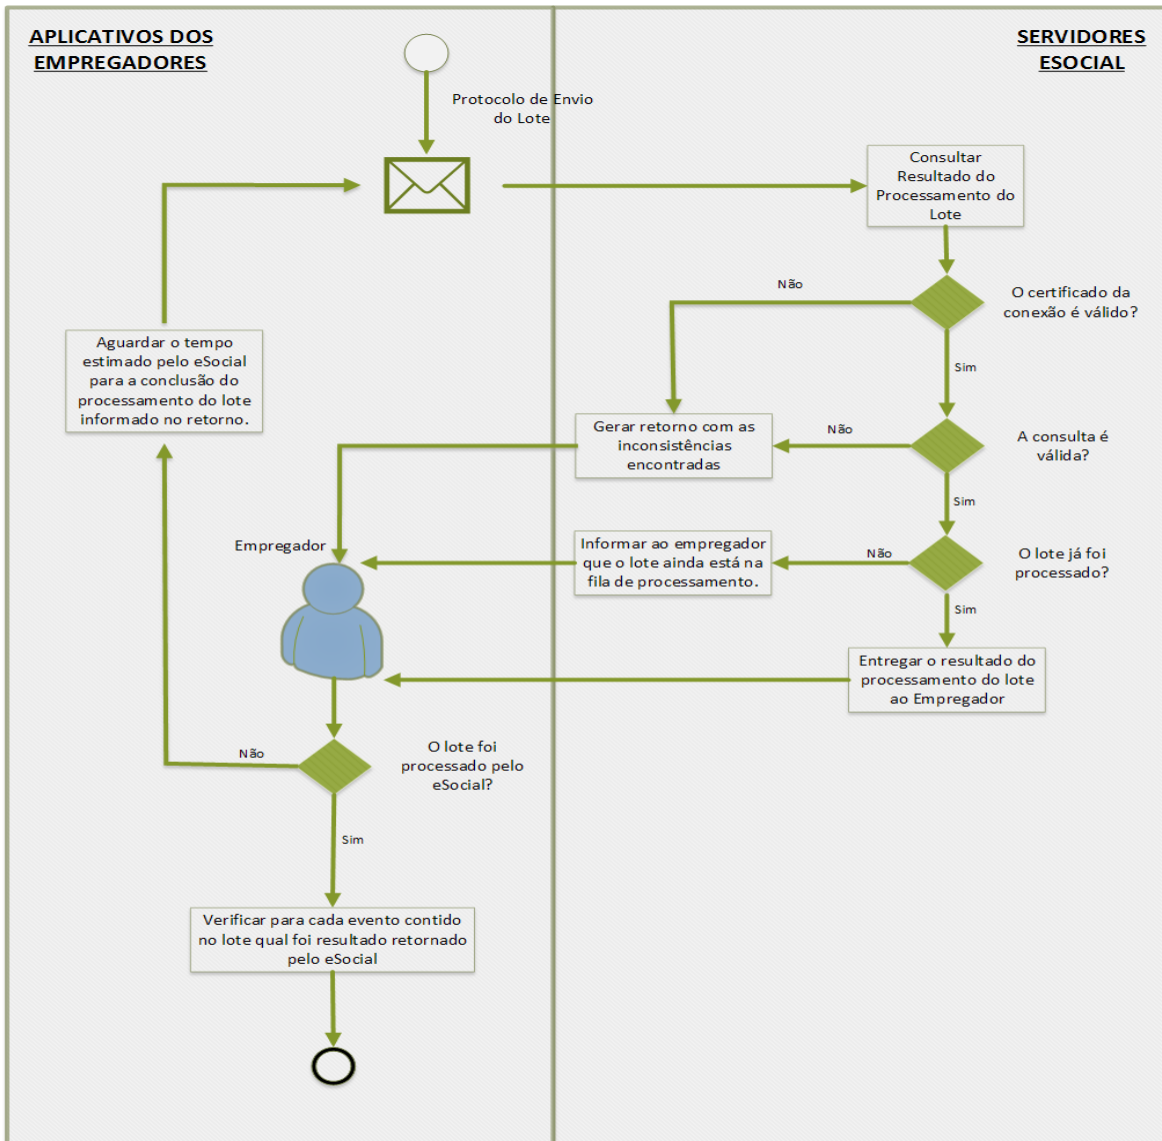 APLICATIVOS DOS
EMPREGADORES
SERVIDORES
ESOCIAL
Protocolo de Envio
do Lote
Consultar
Resultado do
Processamento do
Lote
Não
O certificado da
conexão é válido?
Sim
Aguardar o tempo
estimado pelo eSocial
para a conclusão do
processamento do lote
informado no retorno.
Gerar retorno com as
inconsistências
encontradas
Não
A consulta é
válida?
Sim
Empregador
Informar ao empregador
que o lote ainda está na
fila de processamento.
Não
O lote já foi
processado?
Sim
Entregar o resultado do
processamento do lote
ao Empregador
Não
O lote foi
processado pelo
eSocial?
Sim
Verificar para cada evento contido
no lote qual foi resultado retornado
pelo eSocial